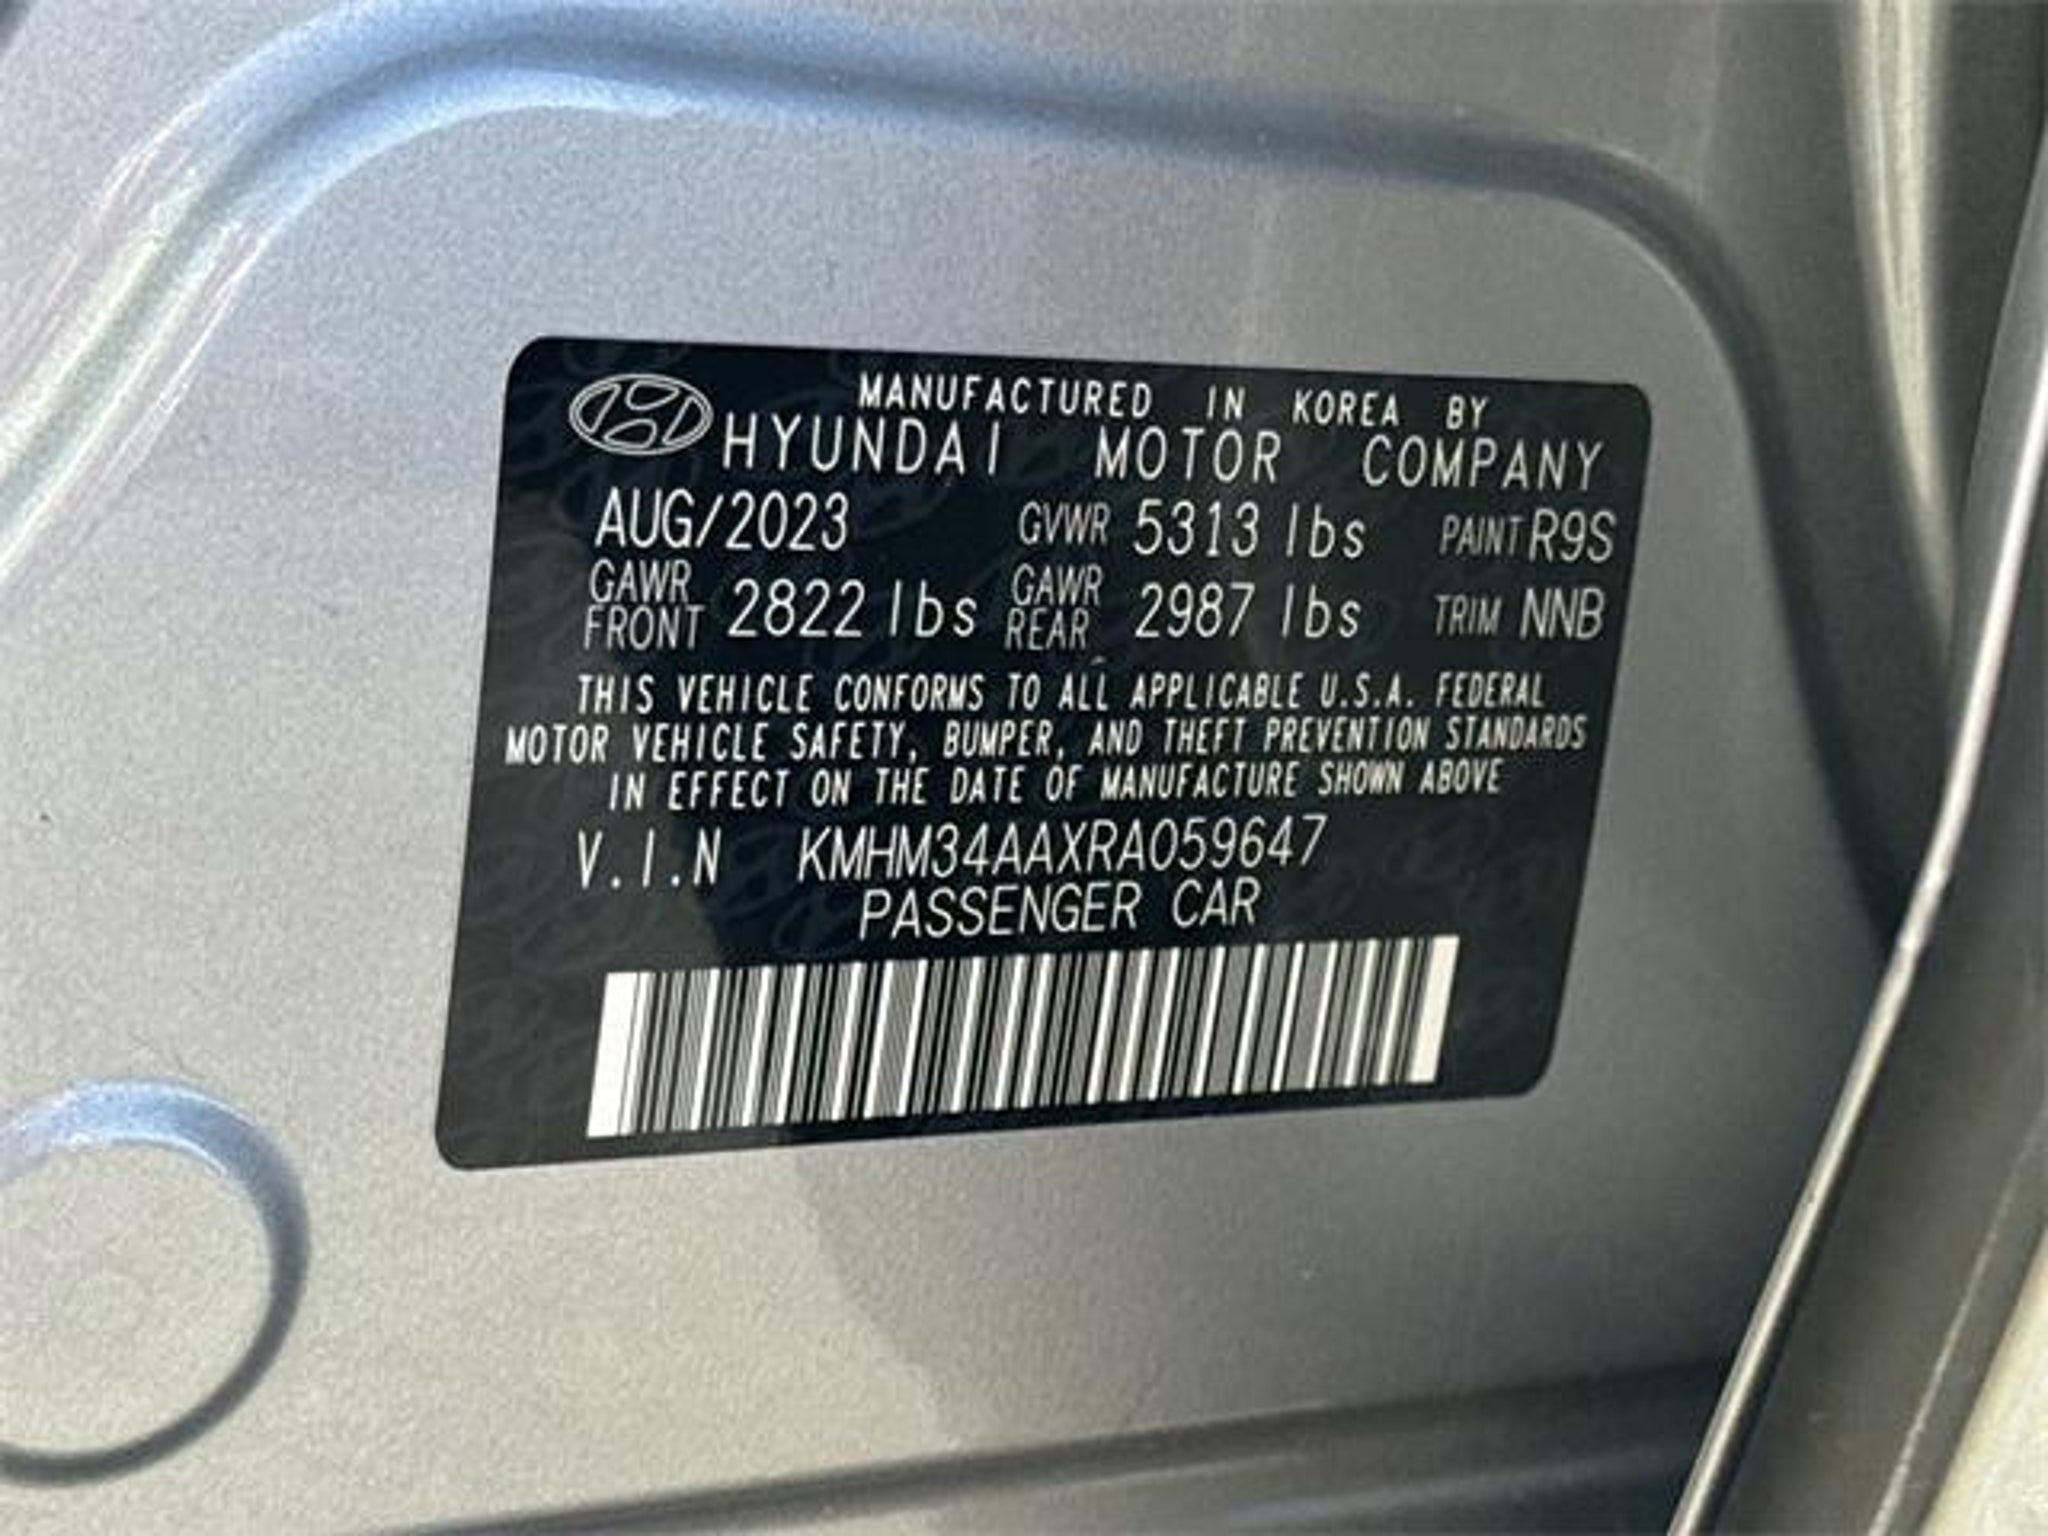 MANUFACTURED IN KOREA BY
HYUNDAI MOTOR COMPANY
AUG/2023 GVWR 5313 lbs PAINT R9S
GAWR FRONT 2822 lbs GAWR REAR 2987 lbs TRIM NNB
THIS VEHICLE CONFORMS TO ALL APPLICABLE U.S.A. FEDERAL
MOTOR VEHICLE SAFETY, BUMPER, AND THEFT PREVENTION STANDARDS
IN EFFECT ON THE DATE OF MANUFACTURE SHOWN ABOVE
V.I.N KMHM34AAXRA059647
PASSENGER CAR